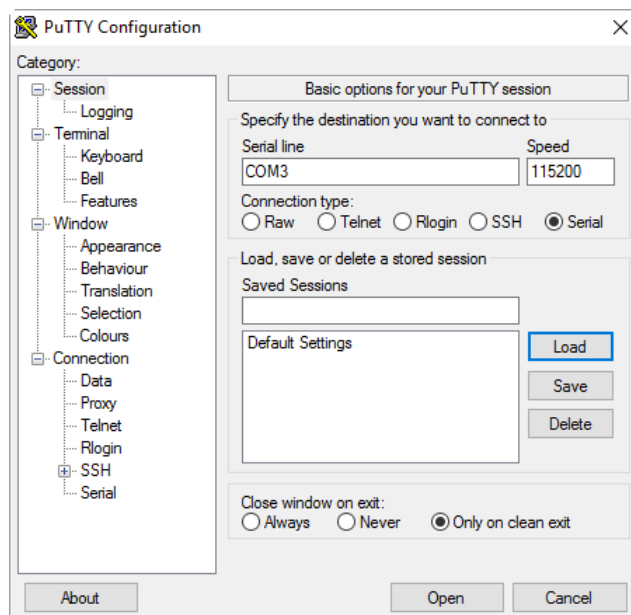 PuTTY Configuration
Category:
Session
Logging
Terminal
Keyboard
Bell
Features
Window
Appearance
Behaviour
Translation
Selection
Colours
Connection
Data
Proxy
Telnet
Rlogin
SSH
Serial
Basic options for your PuTTY session
Specify the destination you want to connect to
Serial line Speed
COM3 115200
Connection type:
Raw Telnet Rlogin SSH Serial
Load, save or delete a stored session
Saved Sessions
Default Settings
Load
Save
Delete
Close window on exit:
Always Never Only on clean exit
About Open Cancel